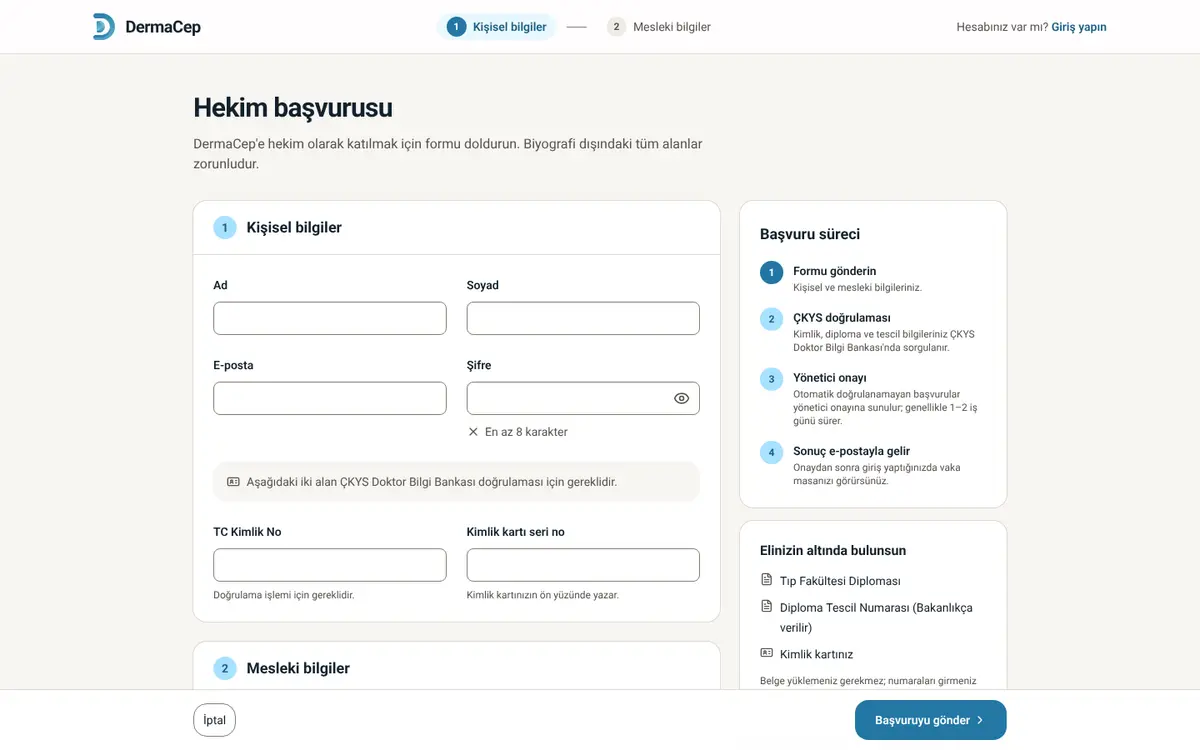 DermaCep
1 Kişisel bilgiler
2 Mesleki bilgiler
Hesabınız var mı? Giriş yapın
Hekim başvurusu
DermaCep'e hekim olarak katılmak için formu doldurun. Biyografi dışındaki tüm alanlar
zorunludur.
1 Kişisel bilgiler
Ad
Soyad
E-posta
Şifre
En az 8 karakter
Aşağıdaki iki alan ÇKYS Doktor Bilgi Bankası doğrulaması için gereklidir.
TC Kimlik No
Kimlik kartı seri no
Doğrulama işlemi için gereklidir.
Kimlik kartınızın ön yüzünde yazar.
2 Mesleki bilgiler
Başvuru süreci
1 Formu gönderin
Kişisel ve mesleki bilgileriniz.
2 ÇKYS doğrulaması
Kimlik, diploma ve tescil bilgileriniz ÇKYS
Doktor Bilgi Bankası'nda sorgulanır.
3 Yönetici onayı
Otomatik doğrulanamayan başvurular
yönetici onayına sunulur; genellikle 1–2 iş
günü sürer.
4 Sonuç e-postayla gelir
Onaydan sonra giriş yaptığınızda vaka
masanızı görürsünüz.
Elinizin altında bulunsun
Tıp Fakültesi Diploması
Diploma Tescil Numarası (Bakanlıkça
verilir)
Kimlik kartınız
Belge yüklemeniz gerekmez; numaraları girmeniz
İptal
Başvuruyu gönder